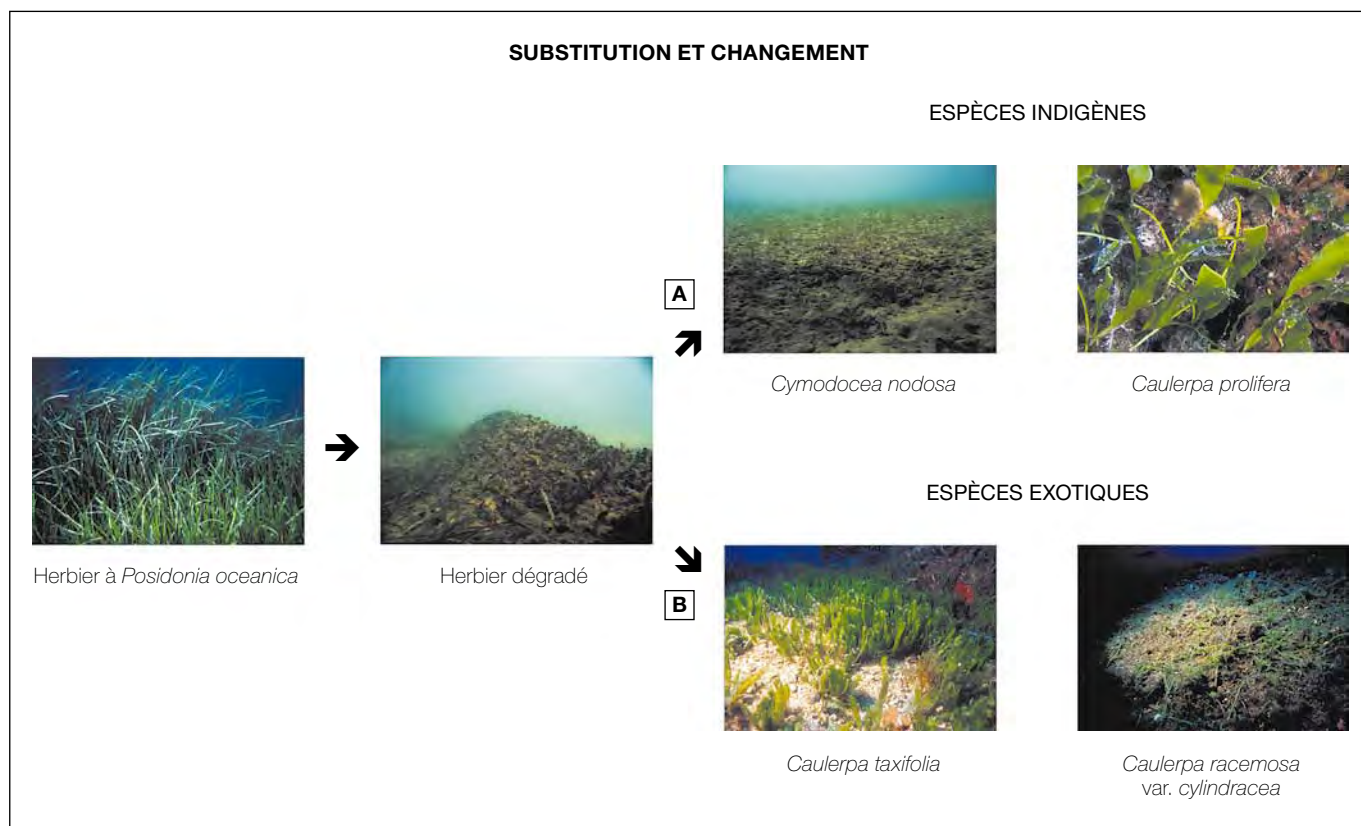 SUBSTITUTION ET CHANGEMENT
ESPÈCES INDIGÈNES
A
Cymodocea nodosa
Caulerpa prolifera
Herbier à Posidonia oceanica
Herbier dégradé
ESPÈCES EXOTIQUES
B
Caulerpa taxifolia
Caulerpa racemosa
var. cylindracea